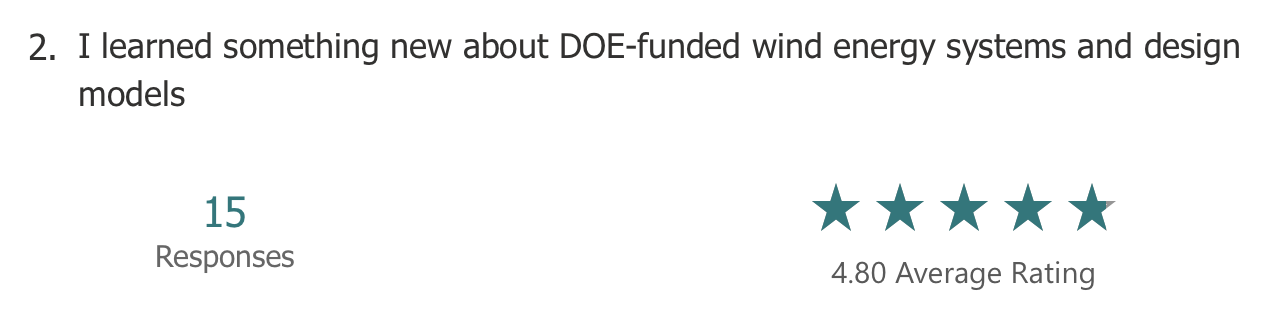 2. I learned something new about DOE-funded wind energy systems and design
models
15
Responses
4.80 Average Rating